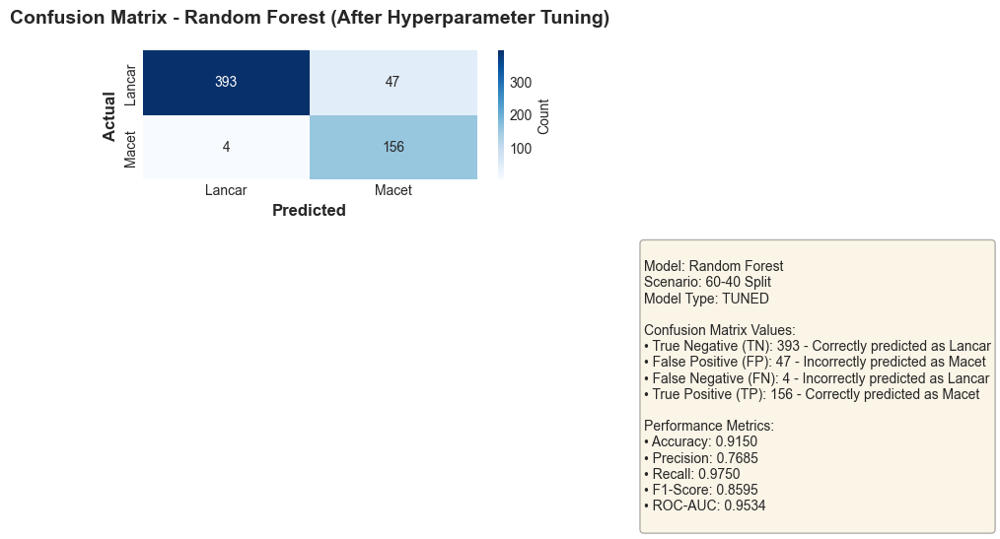 Confusion Matrix - Random Forest (After Hyperparameter Tuning)
Actual
Lancar
Macet
393
47
4
156
Lancar
Macet
Predicted
300
200
100
Count
Model: Random Forest
Scenario: 60-40 Split
Model Type: TUNED
Confusion Matrix Values:
• True Negative (TN): 393 - Correctly predicted as Lancar
• False Positive (FP): 47 - Incorrectly predicted as Macet
• False Negative (FN): 4 - Incorrectly predicted as Lancar
• True Positive (TP): 156 - Correctly predicted as Macet
Performance Metrics:
• Accuracy: 0.9150
• Precision: 0.7685
• Recall: 0.9750
• F1-Score: 0.8595
• ROC-AUC: 0.9534